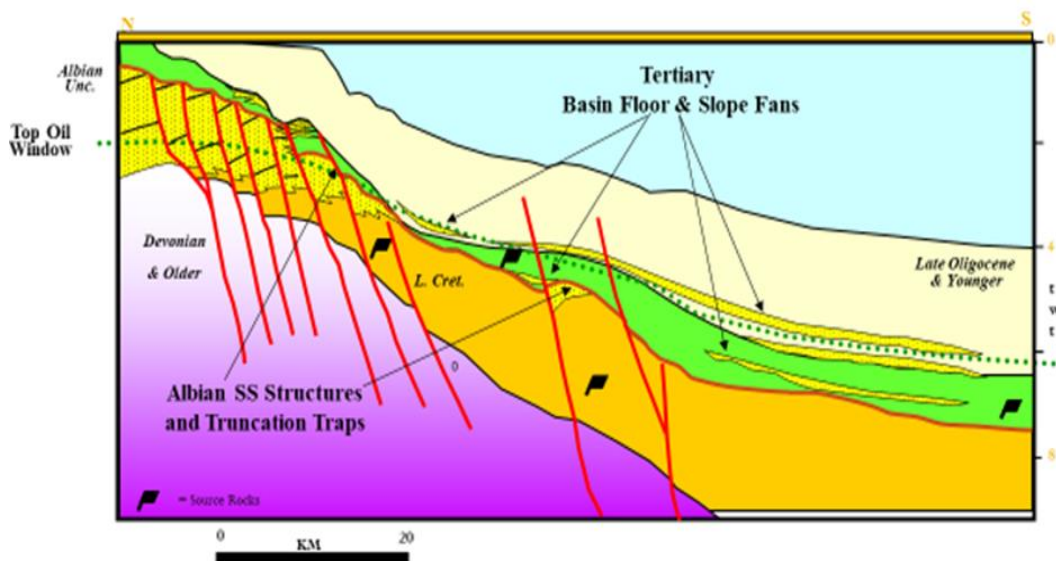 N
S
0
Albian
Unc.
Tertiary
Basin Floor & Slope Fans
Top Oil
Window
Devonian
& Older
L. Cret.
Late Oligocene
& Younger
4
t
w
t
0
Albian SS Structures
and Truncation Traps
8
= Source Rocks
0
20
KM